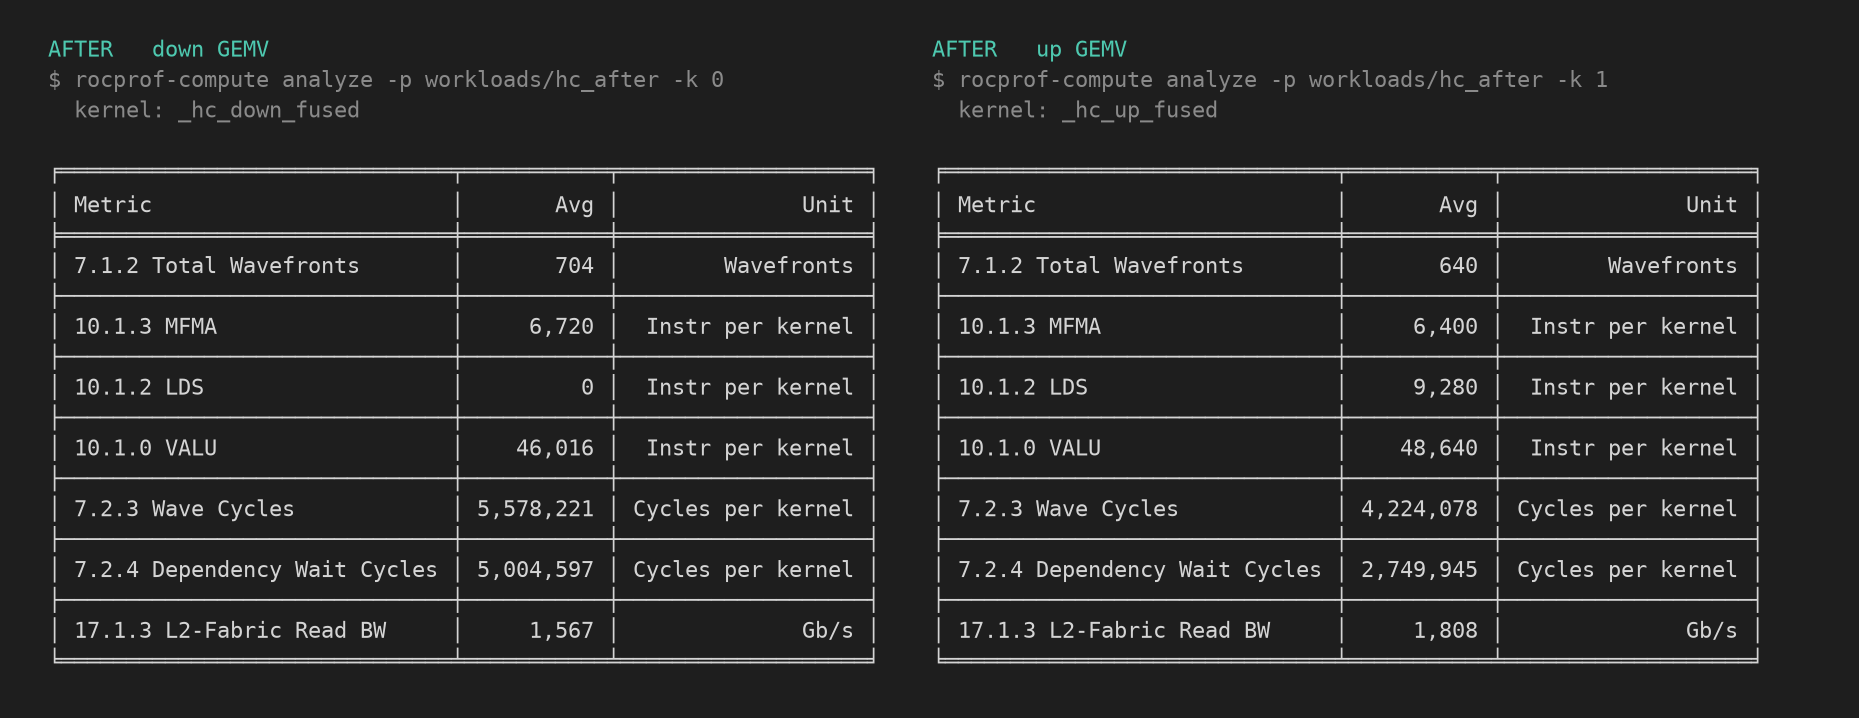 AFTER   down GEMV
$ rocprof-compute analyze -p workloads/hc_after -k 0
kernel: _hc_down_fused
Metric Avg Unit
7.1.2 Total Wavefronts 704 Wavefronts
10.1.3 MFMA 6,720 Instr per kernel
10.1.2 LDS 0 Instr per kernel
10.1.0 VALU 46,016 Instr per kernel
7.2.3 Wave Cycles 5,578,221 Cycles per kernel
7.2.4 Dependency Wait Cycles 5,004,597 Cycles per kernel
17.1.3 L2-Fabric Read BW 1,567 Gb/s
AFTER   up GEMV
$ rocprof-compute analyze -p workloads/hc_after -k 1
kernel: _hc_up_fused
Metric Avg Unit
7.1.2 Total Wavefronts 640 Wavefronts
10.1.3 MFMA 6,400 Instr per kernel
10.1.2 LDS 9,280 Instr per kernel
10.1.0 VALU 48,640 Instr per kernel
7.2.3 Wave Cycles 4,224,078 Cycles per kernel
7.2.4 Dependency Wait Cycles 2,749,945 Cycles per kernel
17.1.3 L2-Fabric Read BW 1,808 Gb/s